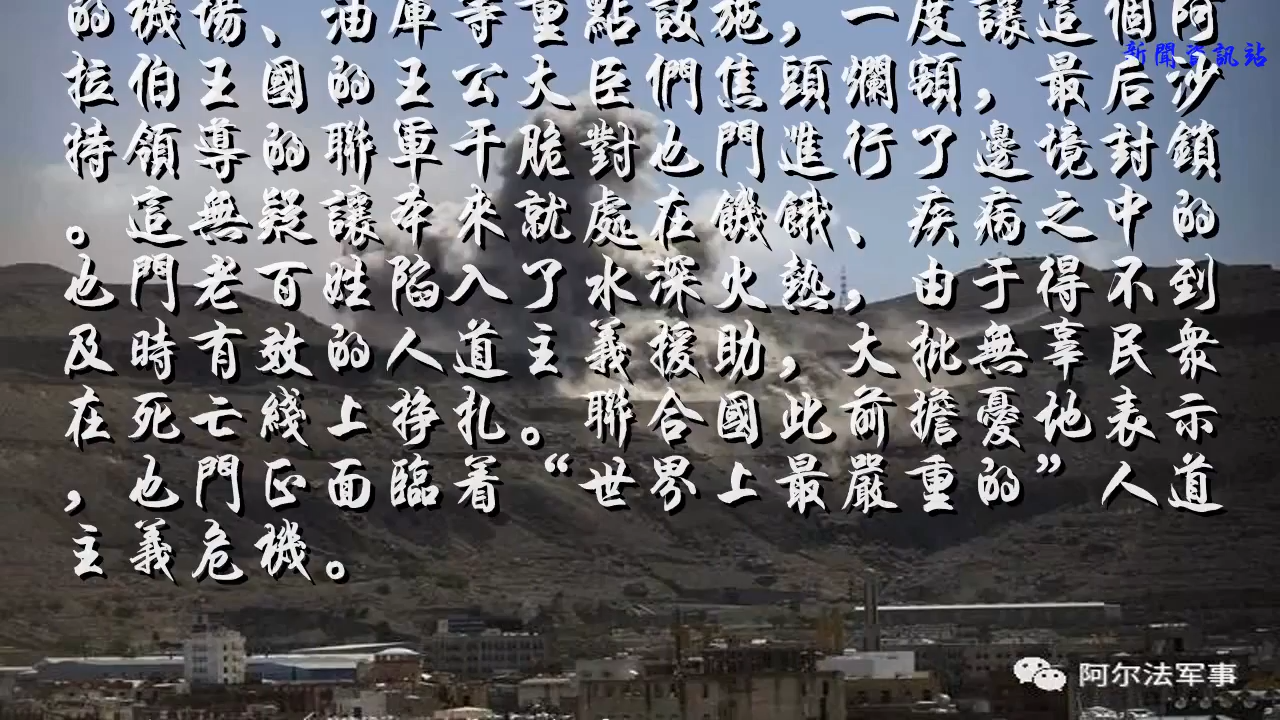 的機場、油庫等重點設施，一度讓這個阿
新聞資訊站
拉伯王國的王公大臣們焦頭爛額，最后沙
特領導的聯軍干脆對也門進行了邊境封鎖
。這無疑讓本來就處在饑餓、疾病之中的
也門老百姓陷入了水深火熱，由于得不到
及時有效的人道主義援助，大批無辜民衆
在死亡綫上掙扎。聯合國此前擔憂地表示
，也門正面臨着“世界上最嚴重的”人道
主義危機。
阿尔法军事